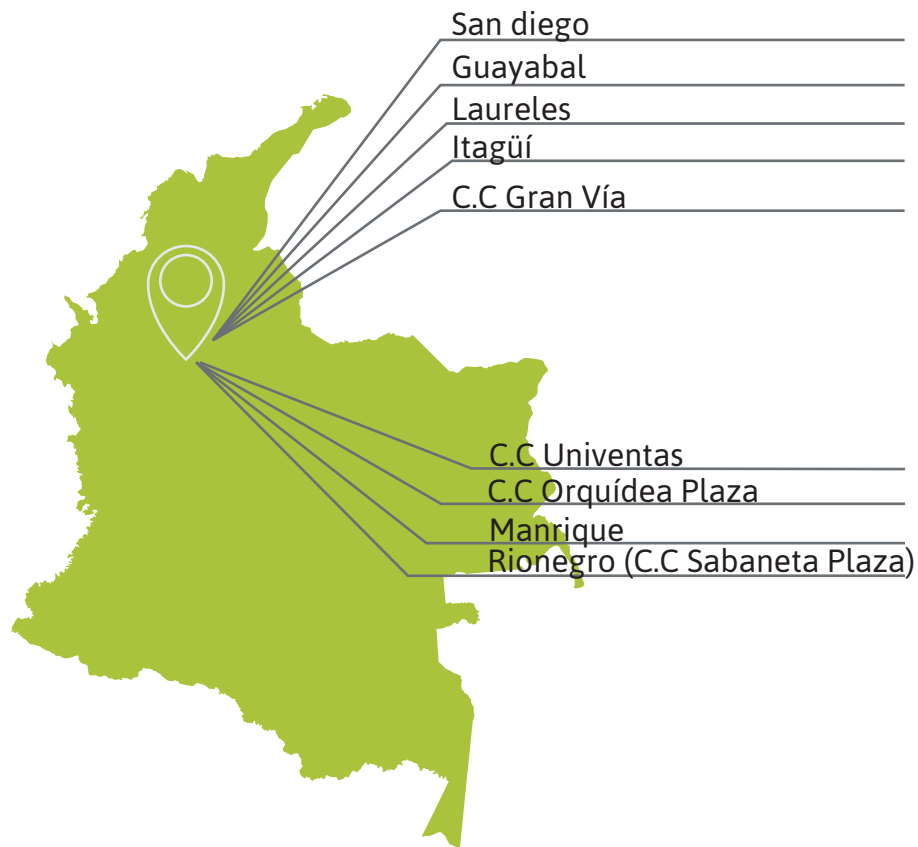 San diego
Guayabal
Laureles
Itagüí
C.C Gran Vía
C.C Univentas
C.C Orquídea Plaza
Manrique
Rionegro (C.C Sabaneta Plaza)